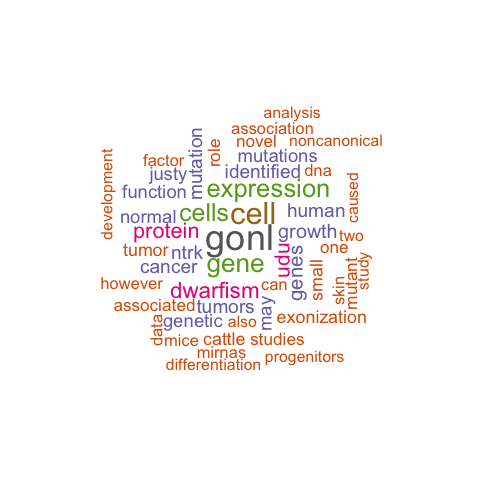 analysis
association
novel
noncanonical
role
mutation
factor
mutations
development
justy
identified
dna
function
expression
caused
normal
cells
cell
human
protein
gonl
growth
two
tumor
ntrk
gene
udu
genes
one
cancer
small
study
however
dwarfism
can
skin
mutant
associated
tumors
may
data
genetic
also
exonization
mice
cattle
studies
mirnas
progenitors
differentiation